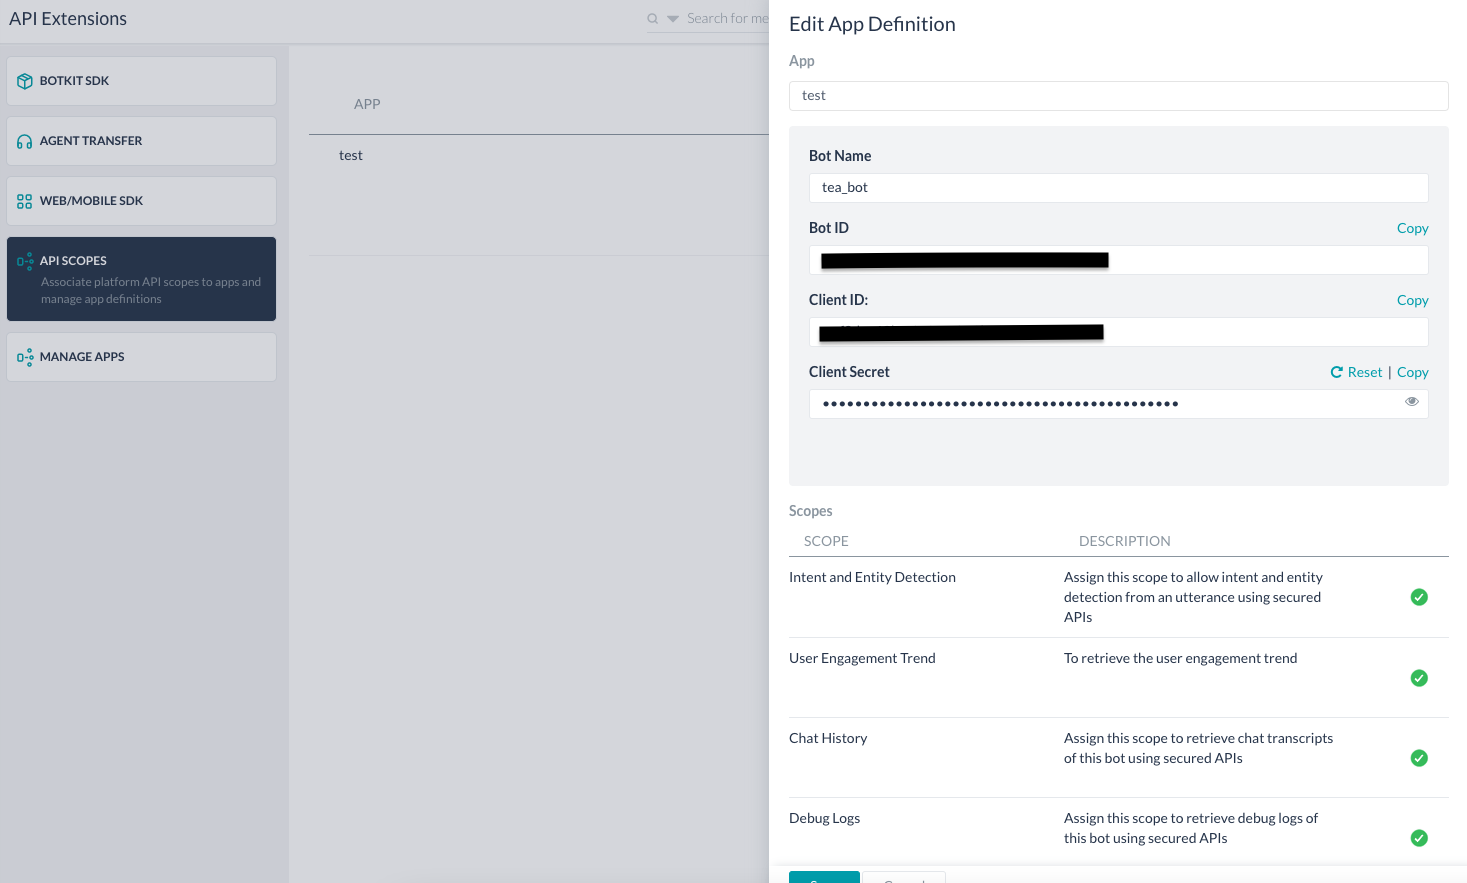 API Extensions
Search for me
BOTKIT SDK
AGENT TRANSFER
WEB/MOBILE SDK
API SCOPES
Associate platform API scopes to apps and
manage app definitions
MANAGE APPS
APP
test
Edit App Definition
App
test
Bot Name
tea_bot
Bot ID
Copy
Client ID:
Copy
Client Secret
Reset | Copy
Scopes
SCOPE DESCRIPTION
Intent and Entity Detection
Assign this scope to allow intent and entity
detection from an utterance using secured
APIs
User Engagement Trend
To retrieve the user engagement trend
Chat History
Assign this scope to retrieve chat transcripts
of this bot using secured APIs
Debug Logs
Assign this scope to retrieve debug logs of
this bot using secured APIs